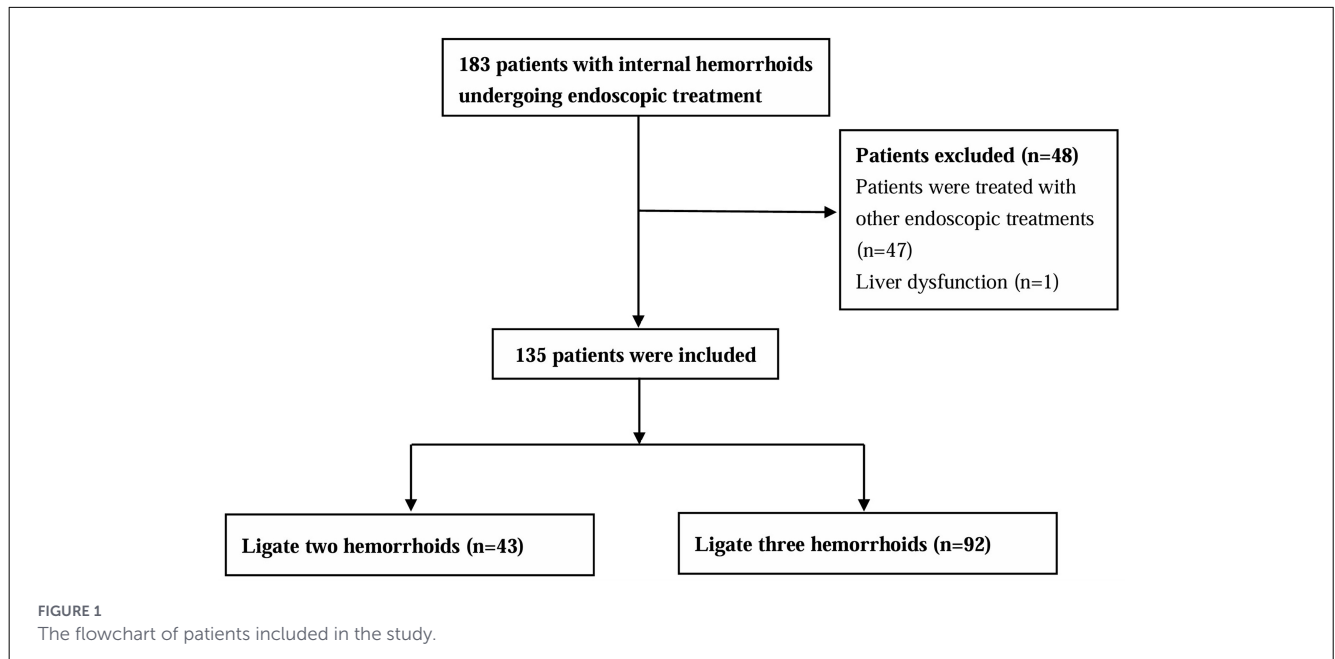 183 patients with internal hemorrhoids
undergoing endoscopic treatment
Patients excluded (n=48)
Patients were treated with
other endoscopic treatments
(n=47)
Liver dysfunction (n=1)
135 patients were included
Ligate two hemorrhoids (n=43)
Ligate three hemorrhoids (n=92)
FIGURE 1
The flowchart of patients included in the study.